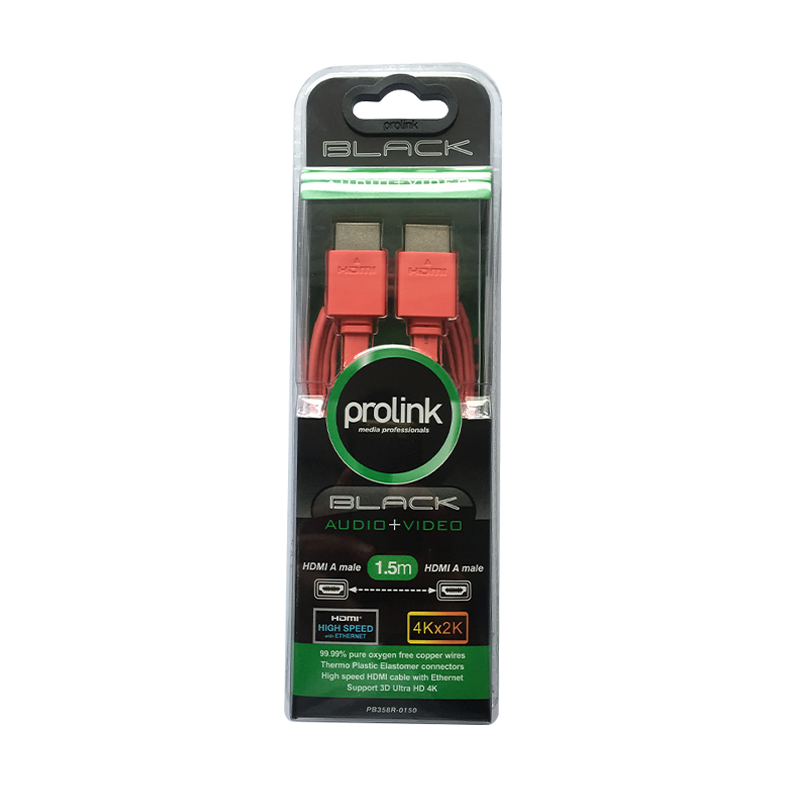 prolink
BLACK
AUDIO+VIDEO
HDMI HDMI
prolink
media professionals
BLACK
AUDIO+VIDEO
HDMI A male 1.5m HDMI A male
HDMI
HIGH SPEED 4Kx2K
with ETHERNET
99.99% pure oxygen free copper wires
Thermo Plastic Elastomer connectors
High speed HDMI cable with Ethernet
Support 3D Ultra HD 4K
PB358R-0150